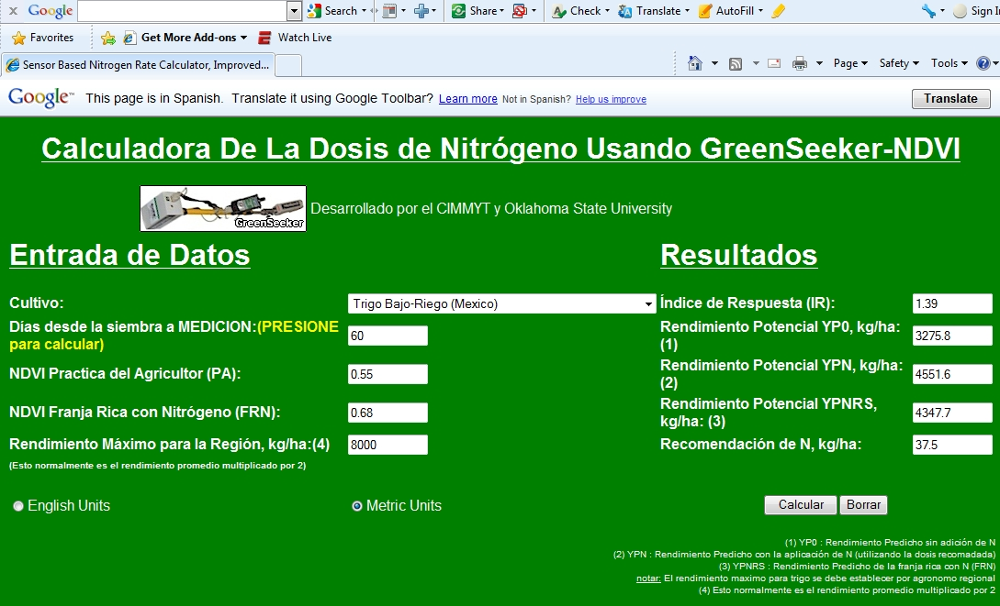 x Google Search Share Check Translate AutoFill Sign I
Favorites Get More Add-ons Watch Live
Sensor Based Nitrogen Rate Calculator, Improved... Page Safety Tools
Google™ This page is in Spanish. Translate it using Google Toolbar? Learn more Not in Spanish? Help us improve Translate
Calculadora De La Dosis de Nitrógeno Usando GreenSeeker-NDVI
GreenSeeker Desarrollado por el CIMMYT y Oklahoma State University
Entrada de Datos
Cultivo: Trigo Bajo-Riego (Mexico)
Días desde la siembra a MEDICION:(PRESIONE
para calcular)
60
NDVI Practica del Agricultor (PA): 0.55
NDVI Franja Rica con Nitrógeno (FRN): 0.68
Rendimiento Máximo para la Región, kg/ha:(4) 8000
(Esto normalmente es el rendimiento promedio multiplicado por 2)
English Units Metric Units
Resultados
Índice de Respuesta (IR): 1.39
Rendimiento Potencial YP0, kg/ha:
(1)
3275.8
Rendimiento Potencial YPN, kg/ha:
(2)
4551.6
Rendimiento Potencial YPNRS,
kg/ha: (3)
4347.7
Recomendación de N, kg/ha: 37.5
Calcular Borrar
(1) YP0 : Rendimiento Predicho sin adición de N
(2) YPN : Rendimiento Predicho con la aplicación de N (utilizando la dosis recomadada)
(3) YPNRS : Rendimiento Predicho de la franja rica con N (FRN)
notar: El rendimiento maximo para trigo se debe establecer por agronomo regional
(4) Esto normalmente es el rendimiento promedio multiplicado por 2